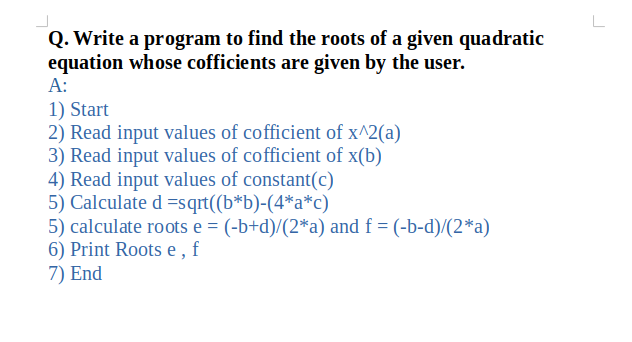 Q. Write a program to find the roots of a given quadratic
equation whose cofficients are given by the user.
A:
1) Start
2) Read input values of cofficient of x^2(a)
3) Read input values of cofficient of x(b)
4) Read input values of constant(c)
5) Calculate d =sqrt((b*b)-(4*a*c)
5) calculate roots e = (-b+d)/(2*a) and f = (-b-d)/(2*a)
6) Print Roots e , f
7) End